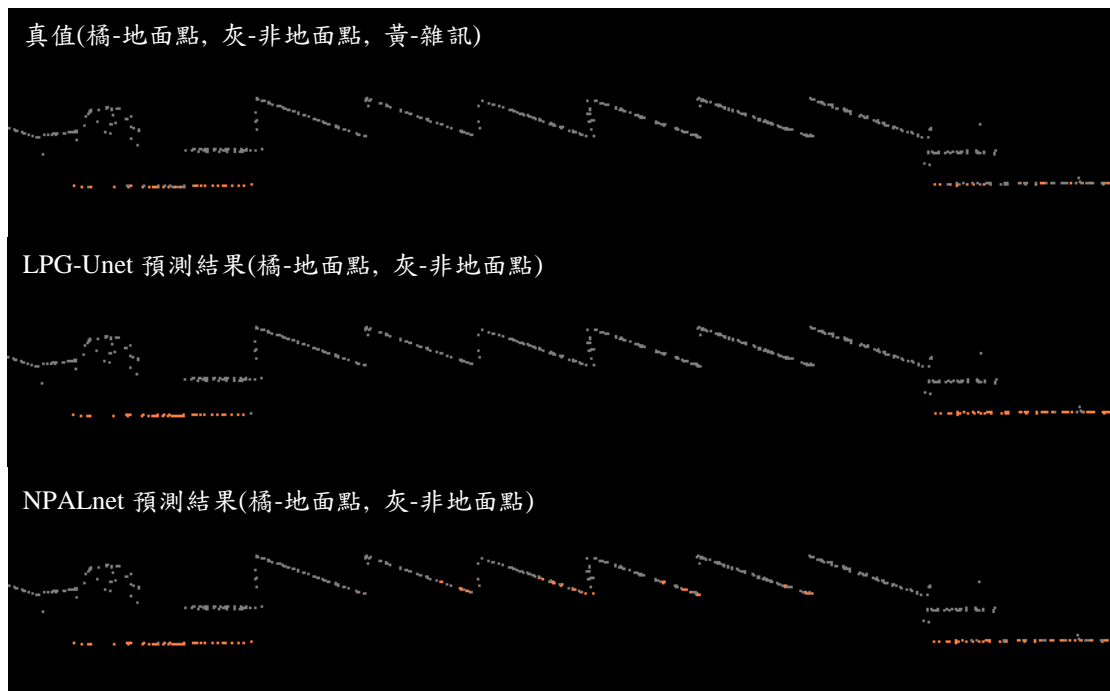 真值(橘-地面點, 灰-非地面點, 黃-雜訊)
LPG-Unet 預測結果(橘-地面點, 灰-非地面點)
NPALnet 預測結果(橘-地面點, 灰-非地面點)